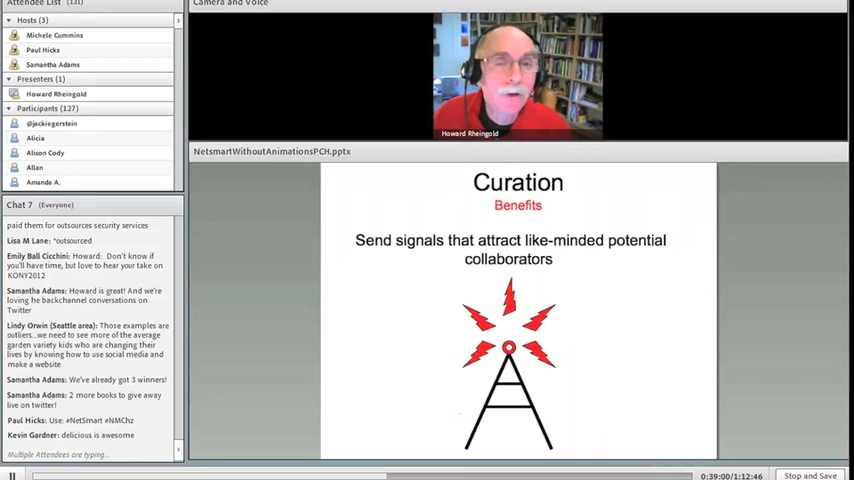 Attendee List (131)
Hosts (3)
Michele Cummins
Paul Hicks
Samantha Adams
Presenters (1)
Howard Rheingold
Participants (127)
@jackiegerstein
Alicia
Alison Cody
Allan
Amanda A.
Chat 7 (Everyone)
paid them for outsources security services
Lisa M Lane: *outsourced
Emily Ball Cicchini: Howard: Don't know if
you'll have time, but love to hear your take on
KONY2012
Samantha Adams: Howard is great! And we're
loving he backchannel conversations on
Twitter
Lindy Orwin (Seattle area): Those examples are
outliers...we need to see more of the average
garden variety kids who are changing their
lives by knowing how to use social media and
make a website
Samantha Adams: We've already got 3 winners!
Samantha Adams: 2 more books to give away
live on twitter!
Paul Hicks: Use: #NetSmart #NMChz
Kevin Gardner: delicious is awesome
Multiple Attendees are typing...
Camera and Voice
Howard Rheingold
NetsmartWithoutAnimationsPCH.pptx
Curation
Benefits
Send signals that attract like-minded potential
collaborators
0:39:00/1:12:46
Stop and Save